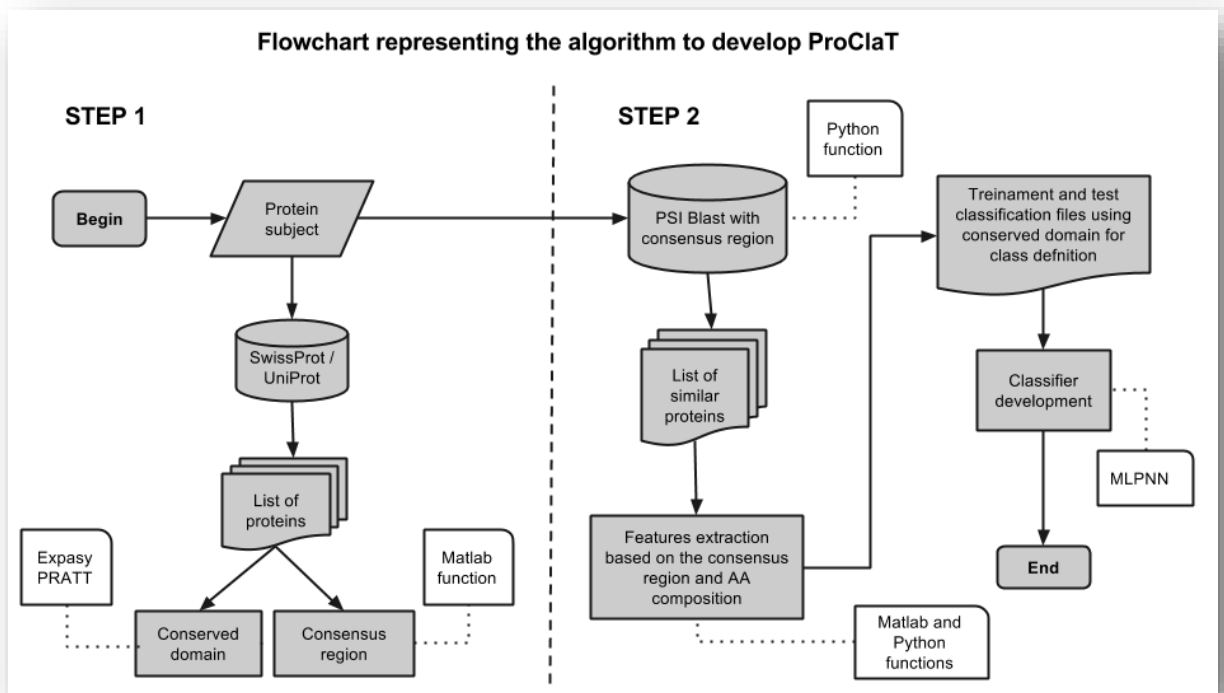 Flowchart representing the algorithm to develop ProClaT
STEP 1
Begin
Protein
subject
SwissProt /
UniProt
List of
proteins
Expasy
PRATT
Matlab
function
Conserved
domain
Consensus
region
STEP 2
Python
function
PSI Blast with
consensus region
List of
similar
proteins
Features extraction
based on the consensus
region and AA
composition
Matlab and
Python
functions
Treinament and test
classification files using
conserved domain for
class defnition
Classifier
development
MLPNN
End